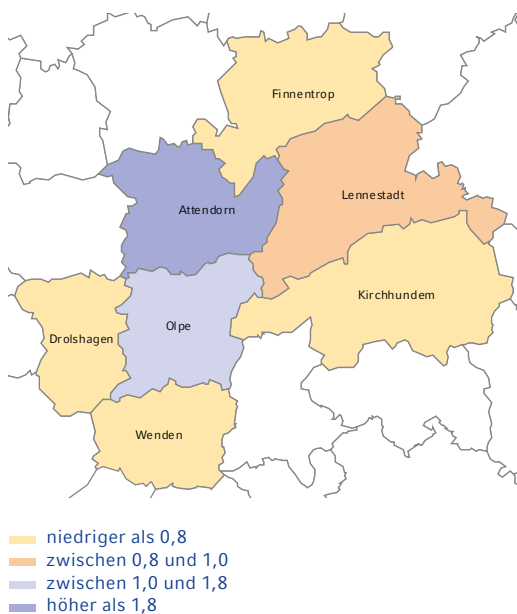 Finnentrop
Lennestadt
Attendorn
Kirchhundem
Olpe
Drolshagen
Wenden
niedriger als 0,8
zwischen 0,8 und 1,0
zwischen 1,0 und 1,8
höher als 1,8